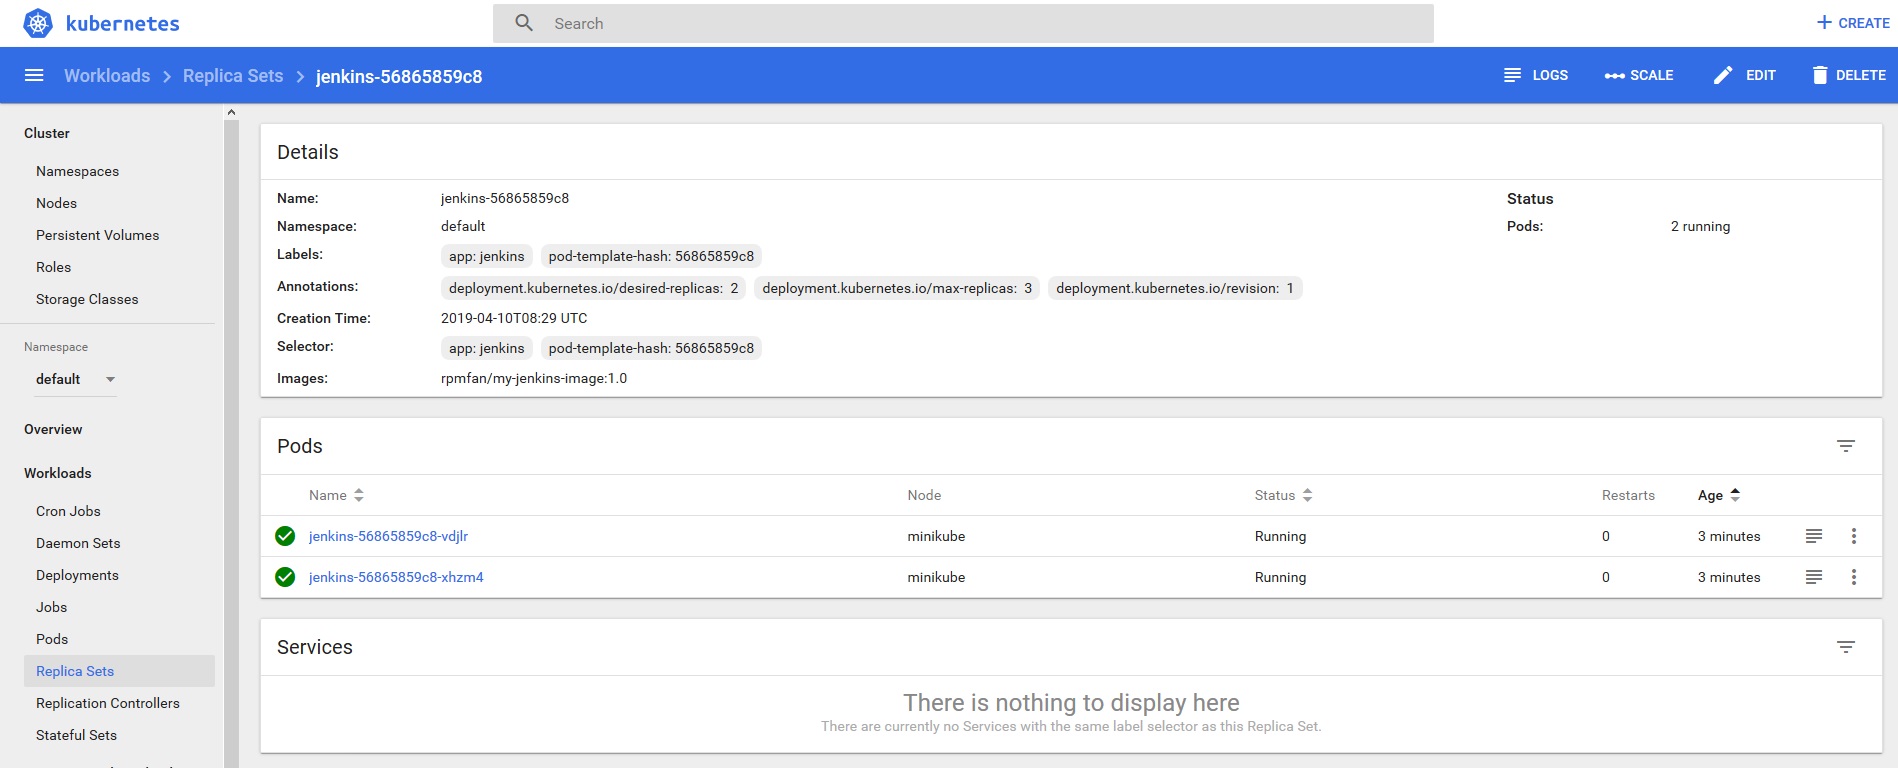 kubernetes
Search
CREATE
Workloads
Replica Sets
jenkins-56865859c8
LOGS
SCALE
EDIT
DELETE
Cluster
Namespaces
Nodes
Persistent Volumes
Roles
Storage Classes
Namespace
default
Overview
Workloads
Cron Jobs
Daemon Sets
Deployments
Jobs
Pods
Replica Sets
Replication Controllers
Stateful Sets
Details
Name: jenkins-56865859c8
Namespace: default
Labels: app: jenkins pod-template-hash: 56865859c8
Annotations: deployment.kubernetes.io/desired-replicas: 2 deployment.kubernetes.io/max-replicas: 3 deployment.kubernetes.io/revision: 1
Creation Time: 2019-04-10T08:29 UTC
Selector: app: jenkins pod-template-hash: 56865859c8
Images: rpmfan/my-jenkins-image:1.0
Status
Pods: 2 running
Pods
Name Node Status Restarts Age
jenkins-56865859c8-vdjlr minikube Running 0 3 minutes
jenkins-56865859c8-xhzm4 minikube Running 0 3 minutes
Services
There is nothing to display here
There are currently no Services with the same label selector as this Replica Set.